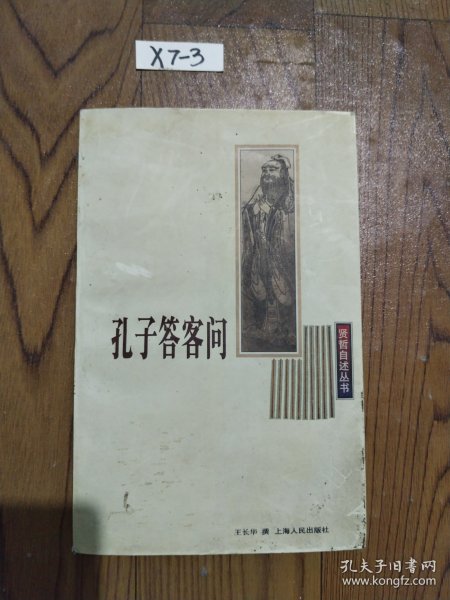 X7-3
孔子答客问
贤哲自述丛书
王长华 撰 上海人民出版社
孔夫子旧书网
www.kongfz.com